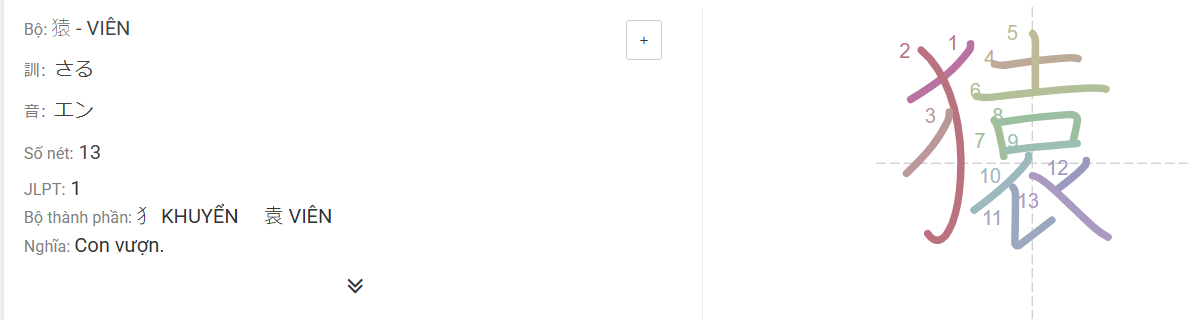 Bộ: 猿 - VIÊN
+
訓: さる
音: エン
Số nét: 13
JLPT: 1
Bộ thành phần: 犭 KHUYỂN 袁 VIÊN
Nghĩa: Con vượn.
猿
1
2
3
4
5
6
7
8
9
10
11
12
13